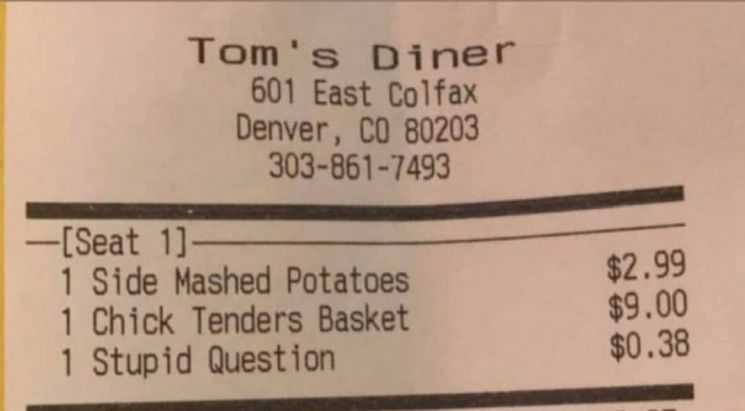 Tom's Diner
601 East Colfax
Denver, CO 80203
303-861-7493
[Seat 1]
1 Side Mashed Potatoes $2.99
1 Chick Tenders Basket $9.00
1 Stupid Question $0.38